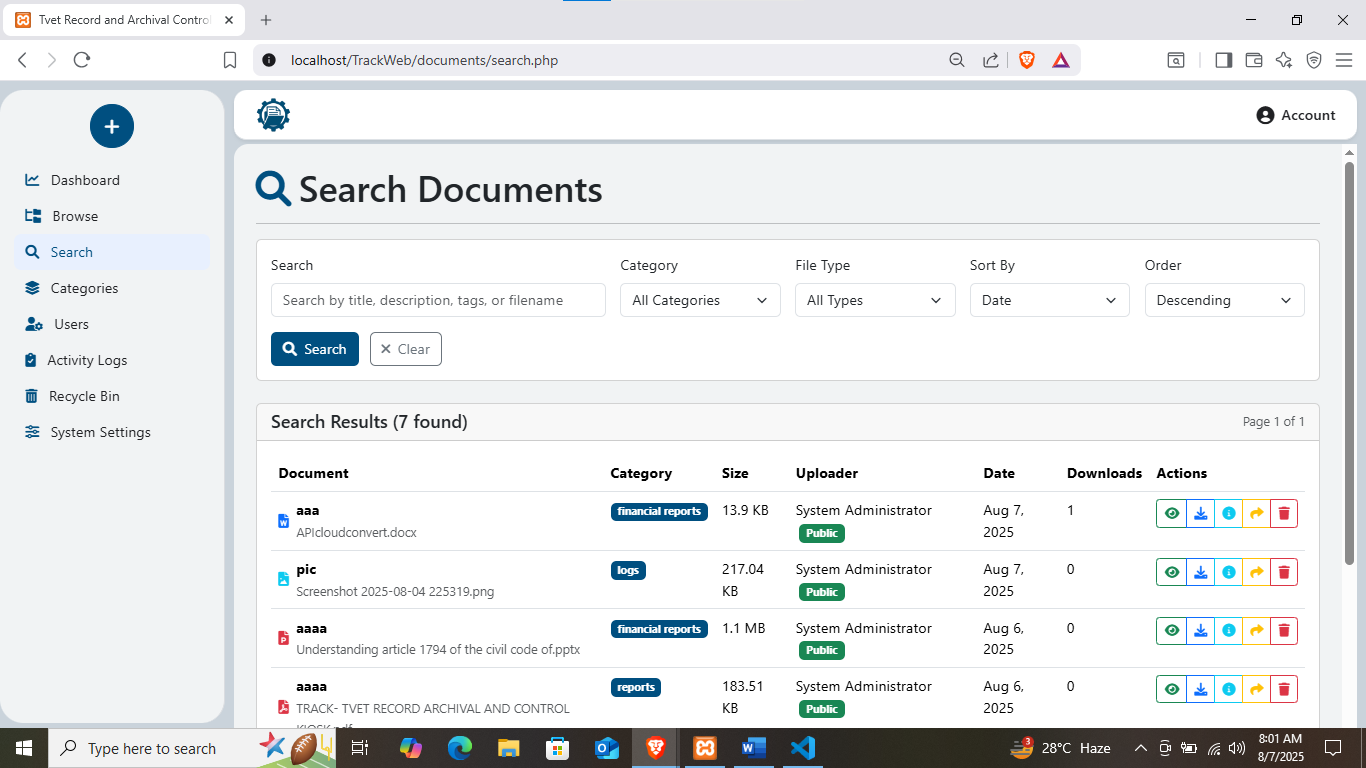 Tvet Record and Archival Control
localhost/TrackWeb/documents/search.php
Account
Dashboard
Browse
Search
Categories
Users
Activity Logs
Recycle Bin
System Settings
Search Documents
Search Category File Type Sort By Order
Search by title, description, tags, or filename All Categories All Types Date Descending
Search Clear
Search Results (7 found) Page 1 of 1
Document Category Size Uploader Date Downloads Actions
aaa financial reports 13.9 KB System Administrator Aug 7, 1
APIcloudconvert.docx Public 2025
pic logs 217.04 System Administrator Aug 7, 0
Screenshot 2025-08-04 225319.png KB Public 2025
aaaa financial reports 1.1 MB System Administrator Aug 6, 0
Understanding article 1794 of the civil code of.pptx Public 2025
aaaa reports 183.51 System Administrator Aug 6, 0
TRACK- TVET RECORD ARCHIVAL AND CONTROL KB Public 2025
KIOSK.pdf
Type here to search
3
28°C Haze
8:01 AM
8/7/2025